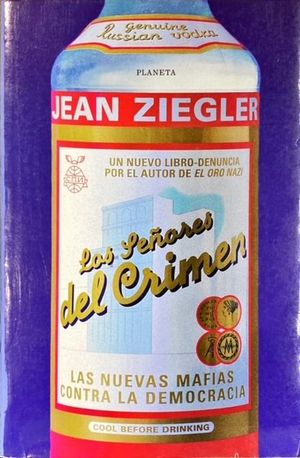 genuine
russian vodka
PLANETA
JEAN ZIEGLER
UN NUEVO LIBRO-DENUNCIA
POR EL AUTOR DE EL ORO NAZI
Los Señores
del Crimen
LAS NUEVAS MAFIAS
CONTRA LA DEMOCRACIA
COOL BEFORE DRINKING